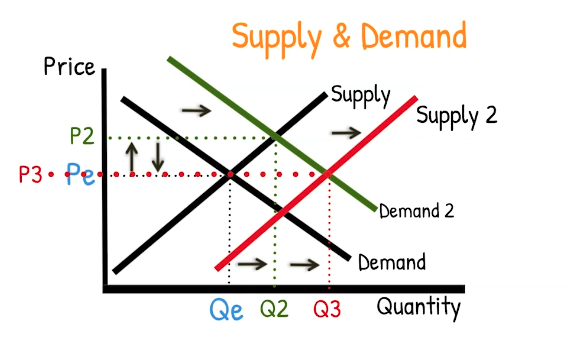 Supply & Demand
Price
Supply
Supply 2
P2
P3
Pe
Demand 2
Demand
Qe
Q2
Q3
Quantity